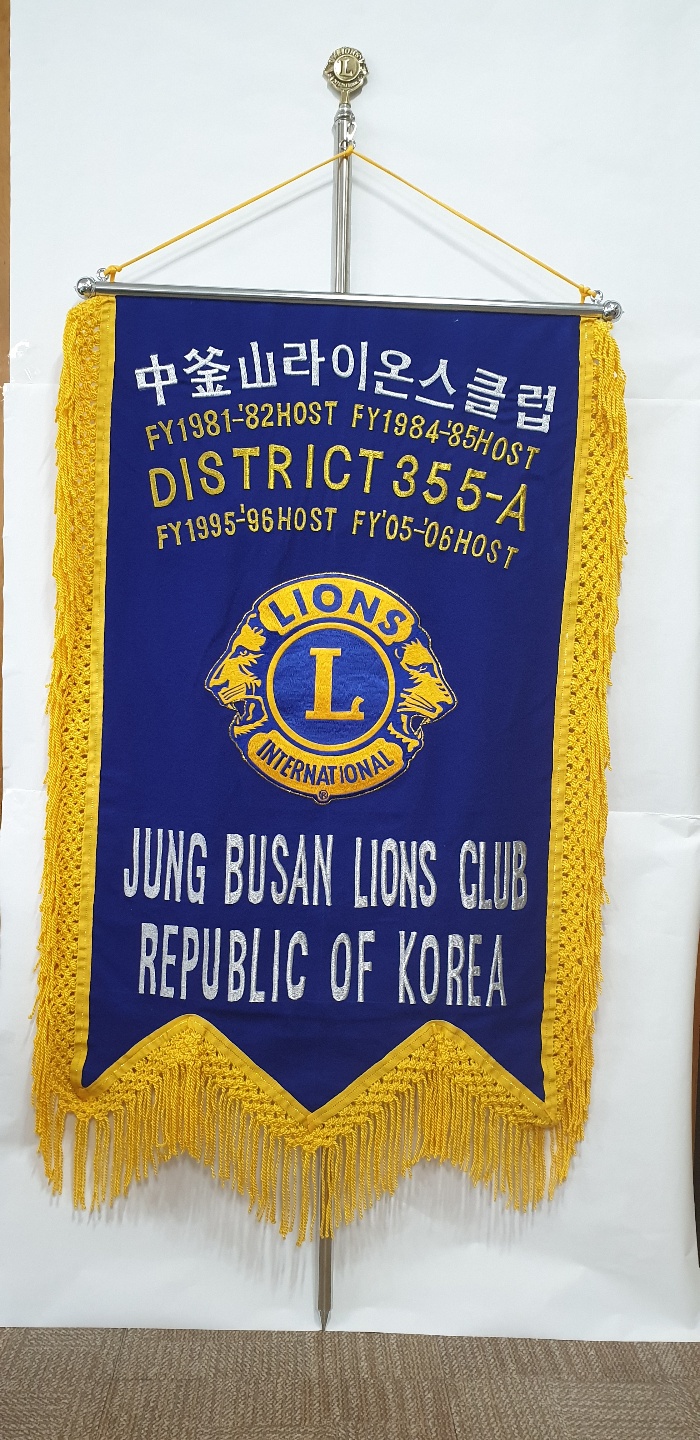 LIONS
L
中釜山라이온스클럽
FY1981-'82HOST FY1984-'85HOST
DISTRICT 355-A
FY1995-'96HOST FY'05-'06HOST
LIONS
L
INTERNATIONAL
®
JUNG BUSAN LIONS CLUB
REPUBLIC OF KOREA